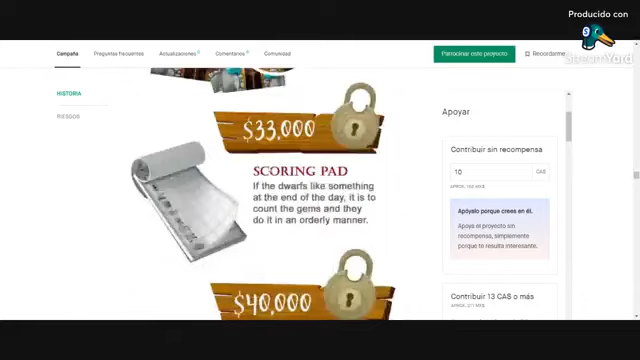 Producido con
StreamYard
Campaña
Preguntas frecuentes
Actualizaciones
Comentarios
Comunidad
Patrocinar este proyecto
Recordarme
HISTORIA
RIESGOS
$33,000
SCORING PAD
If the dwarfs like something
at the end of the day, it is to
count the gems and they
do it in an orderly manner.
$40,000
Apoyar
Contribuir sin recompensa
10
CA$
Apóyalo porque crees en él.
Apoya el proyecto sin
recompensa, simplemente
porque te resulta interesante.
Contribuir 13 CA$ o más